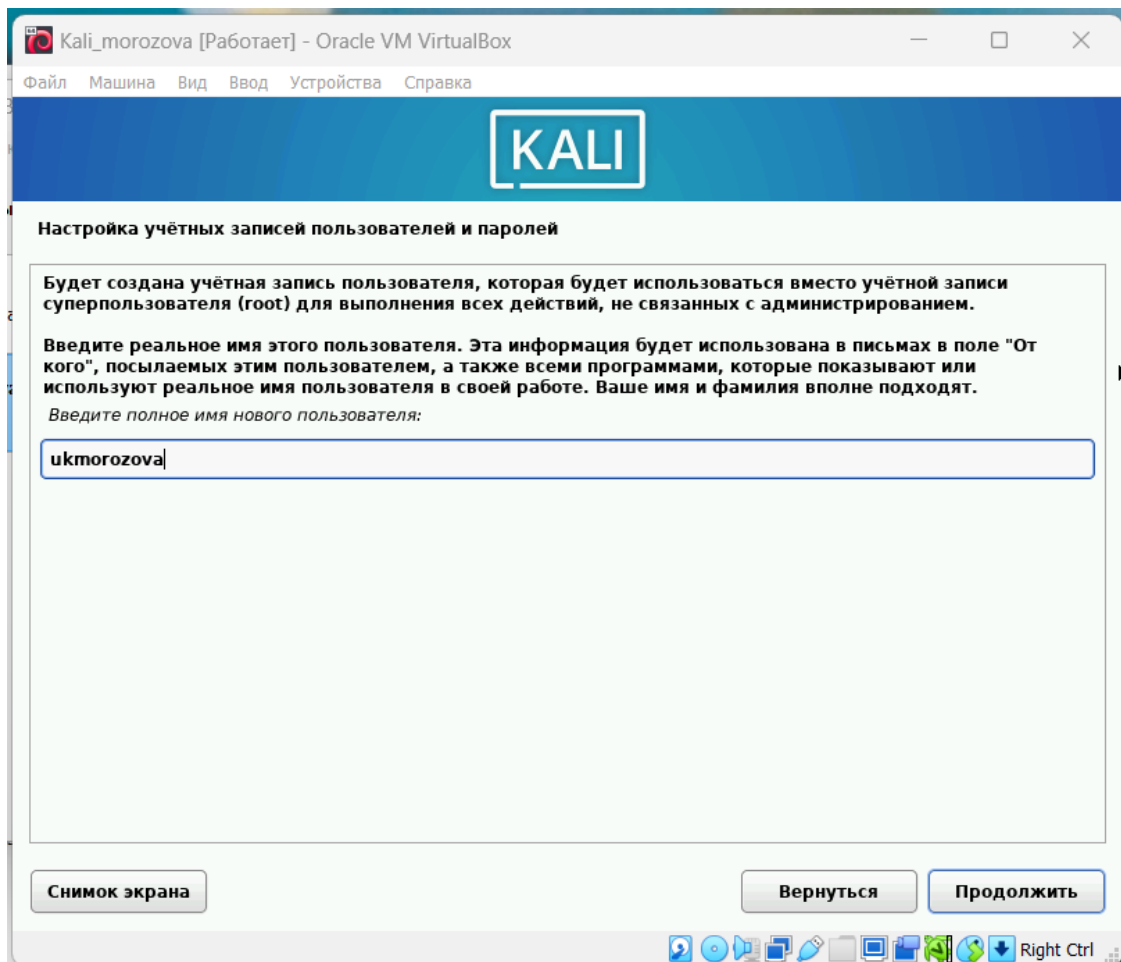 Kali_morozova [Работает] - Oracle VM VirtualBox
Файл Машина Вид Ввод Устройства Справка
KALI
Настройка учётных записей пользователей и паролей
Будет создана учётная запись пользователя, которая будет использоваться вместо учётной записи
суперпользователя (root) для выполнения всех действий, не связанных с администрированием.
Введите реальное имя этого пользователя. Эта информация будет использована в письмах в поле "От
кого", посылаемых этим пользователем, а также всеми программами, которые показывают или
используют реальное имя пользователя в своей работе. Ваше имя и фамилия вполне подходят.
Введите полное имя нового пользователя:
ukmorozova
Снимок экрана Вернуться Продолжить
Right Ctrl